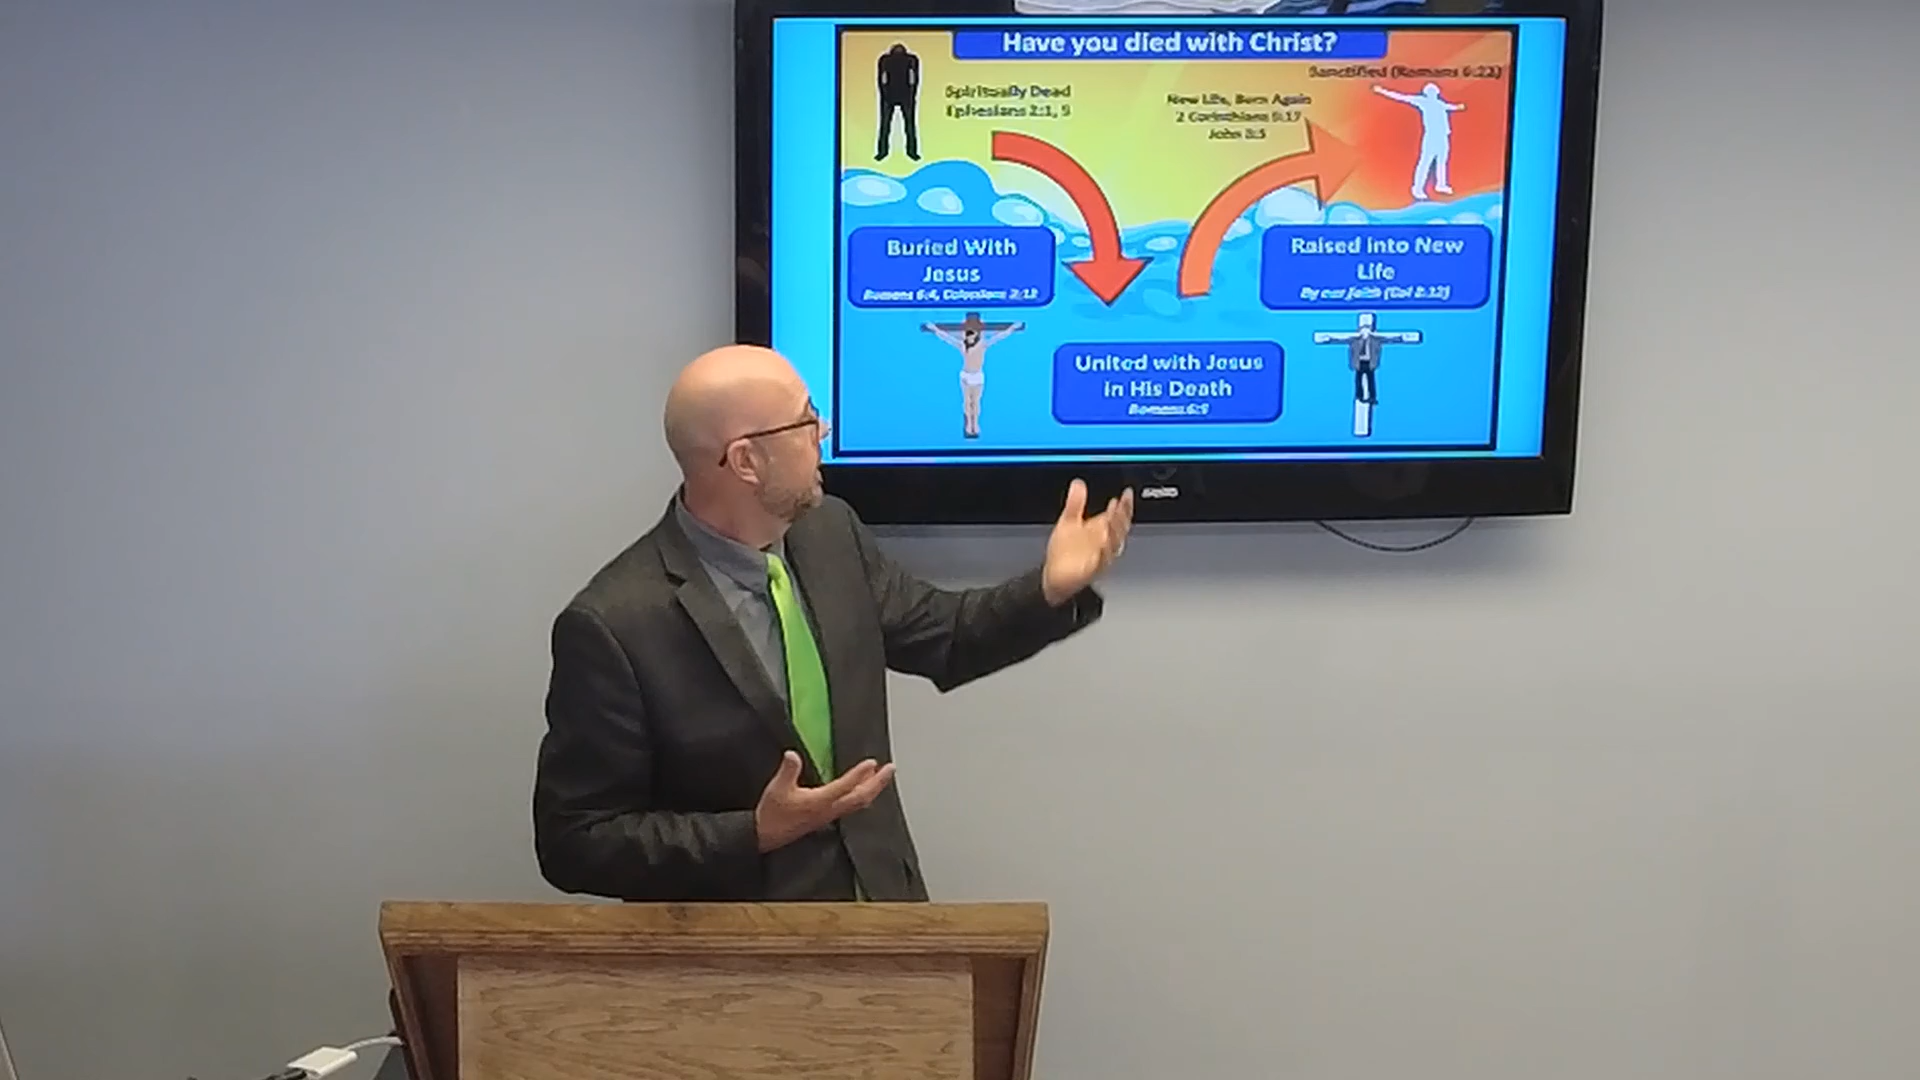 Have you died with Christ?
Spiritually Dead
Ephesians 2:1, 5
Sanctified (Romans 6:22)
New Life, Born Again
2 Corinthians 5:17
John 3:5
Buried With
Jesus
Romans 6:4, Colossians 2:12
Raised into New
Life
By our faith (Col 2:12)
United with Jesus
in His Death
Romans 6:5